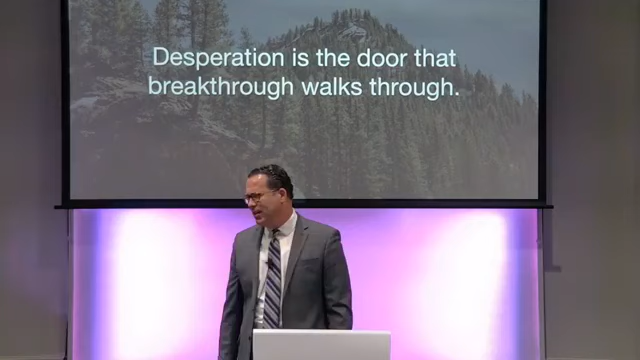 Desperation is the door that
breakthrough walks through.